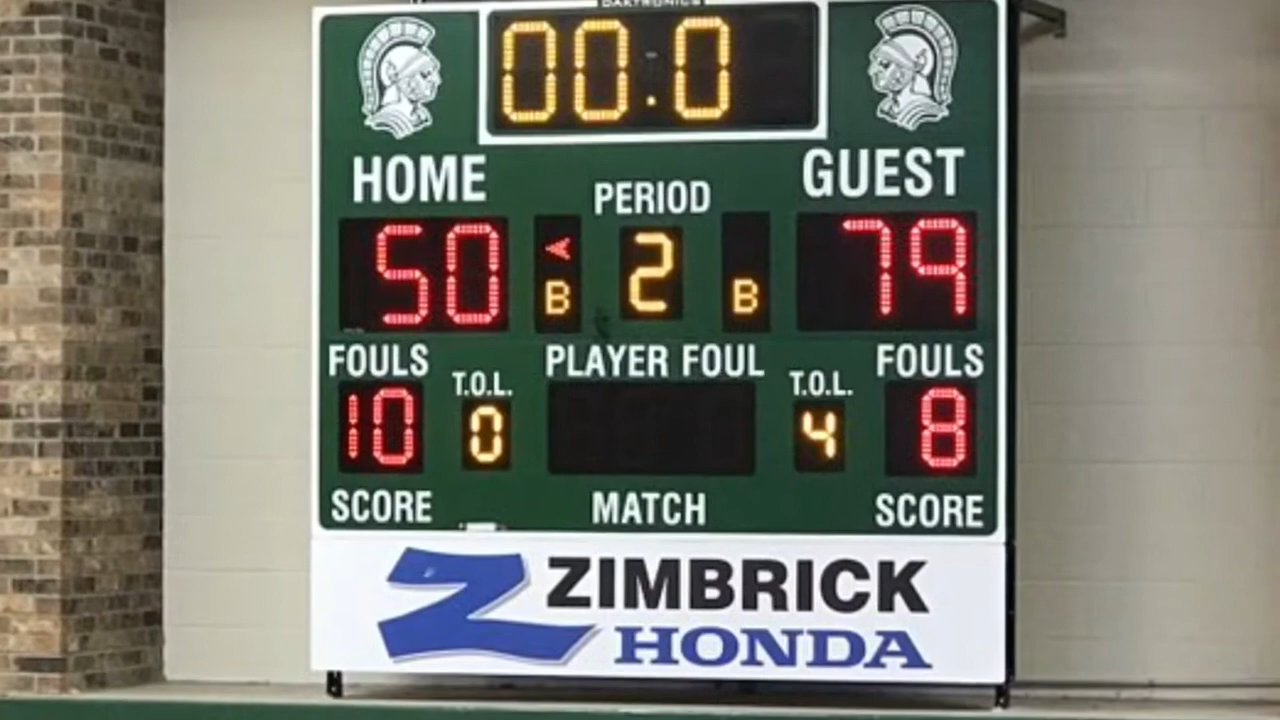 DAKTRONICS
00:0
HOME
PERIOD
GUEST
50
<
B
2
B
79
FOULS
PLAYER FOUL
FOULS
10
T.O.L.
0
T.O.L.
4
8
SCORE
MATCH
SCORE
Z ZIMBRICK
HONDA